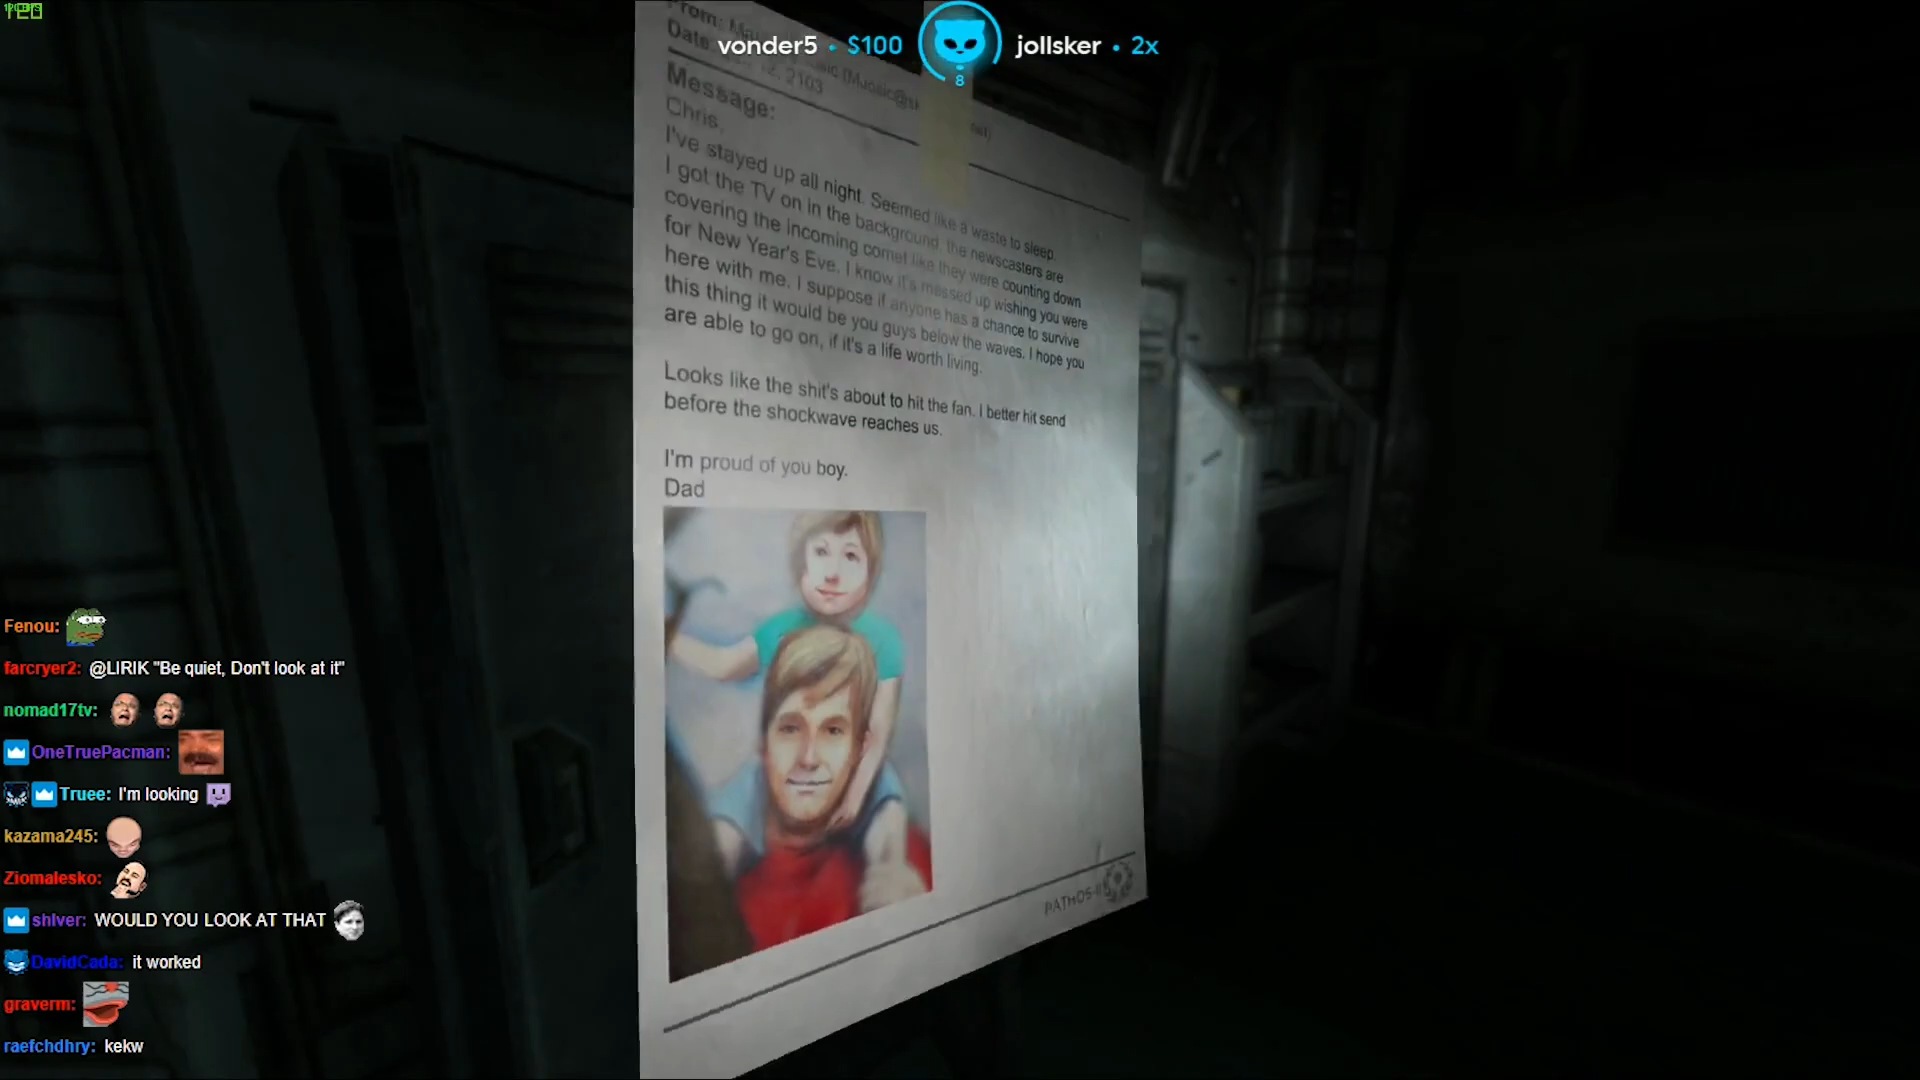 vonder5 • $100
8
jollsker • 2x
From:
Date
12, 2103
Message:
Chris,
I've stayed up all night. Seemed like a waste to sleep.
I got the TV on in the background, the newscasters are
covering the incoming comet like they were counting down
for New Year's Eve. I know it's messed up wishing you were
here with me. I suppose if anyone has a chance to survive
this thing it would be you guys below the waves. I hope you
are able to go on, if it's a life worth living.
Looks like the shit's about to hit the fan. I better hit send
before the shockwave reaches us.
I'm proud of you boy.
Dad
PATHOS-II
Fenou:
farcryer2: @LIRIK "Be quiet, Don't look at it"
nomad17tv:
OneTruePacman:
Truee: I'm looking
kazama245:
Ziomalesko:
shlver: WOULD YOU LOOK AT THAT
DavidCada: it worked
graverm:
raefchdhry: kekw